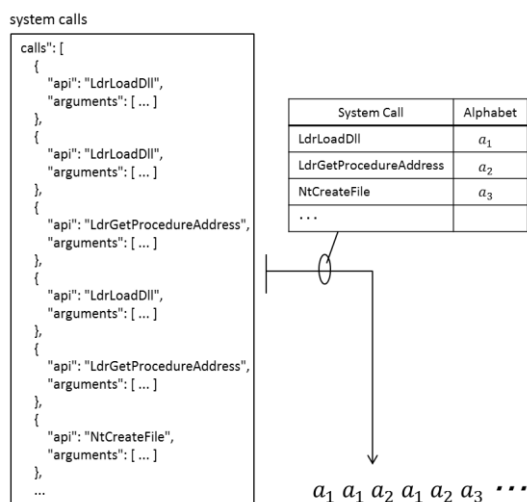 system calls
calls": [
{
"api": "LdrLoadDll",
"arguments": [ ... ]
},
{
"api": "LdrLoadDll",
"arguments": [ ... ]
},
{
"api": "LdrGetProcedureAddress",
"arguments": [ ... ]
},
{
"api": "LdrLoadDll",
"arguments": [ ... ]
},
{
"api": "LdrGetProcedureAddress",
"arguments": [ ... ]
},
{
"api": "NtCreateFile",
"arguments": [ ... ]
},
...
System Call Alphabet
LdrLoadDll a₁
LdrGetProcedureAddress a₂
NtCreateFile a₃
...
a₁ a₁ a₂ a₁ a₂ a₃ ...